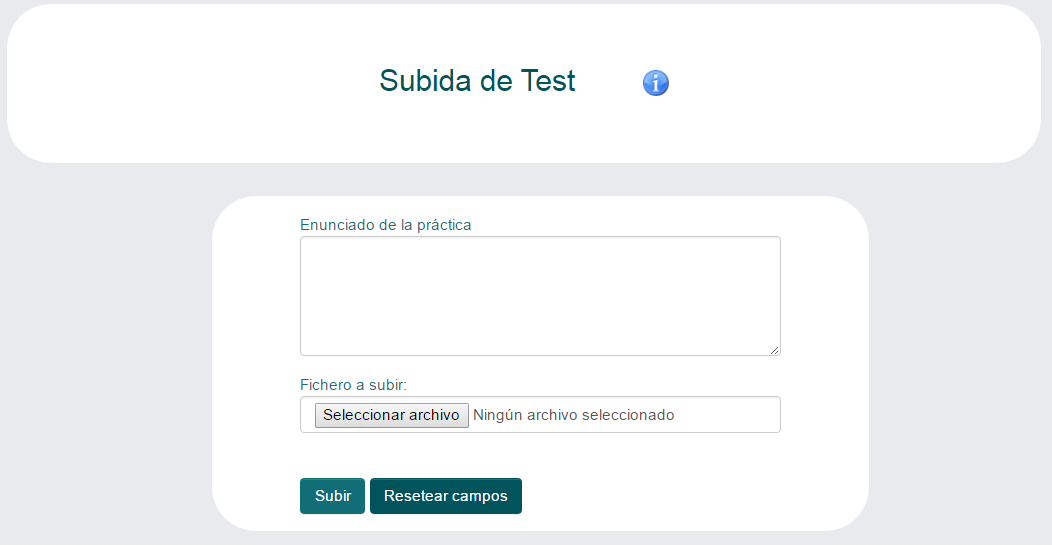 Subida de Test
Enunciado de la práctica
Fichero a subir:
Seleccionar archivo Ningún archivo seleccionado
Subir Resetear campos